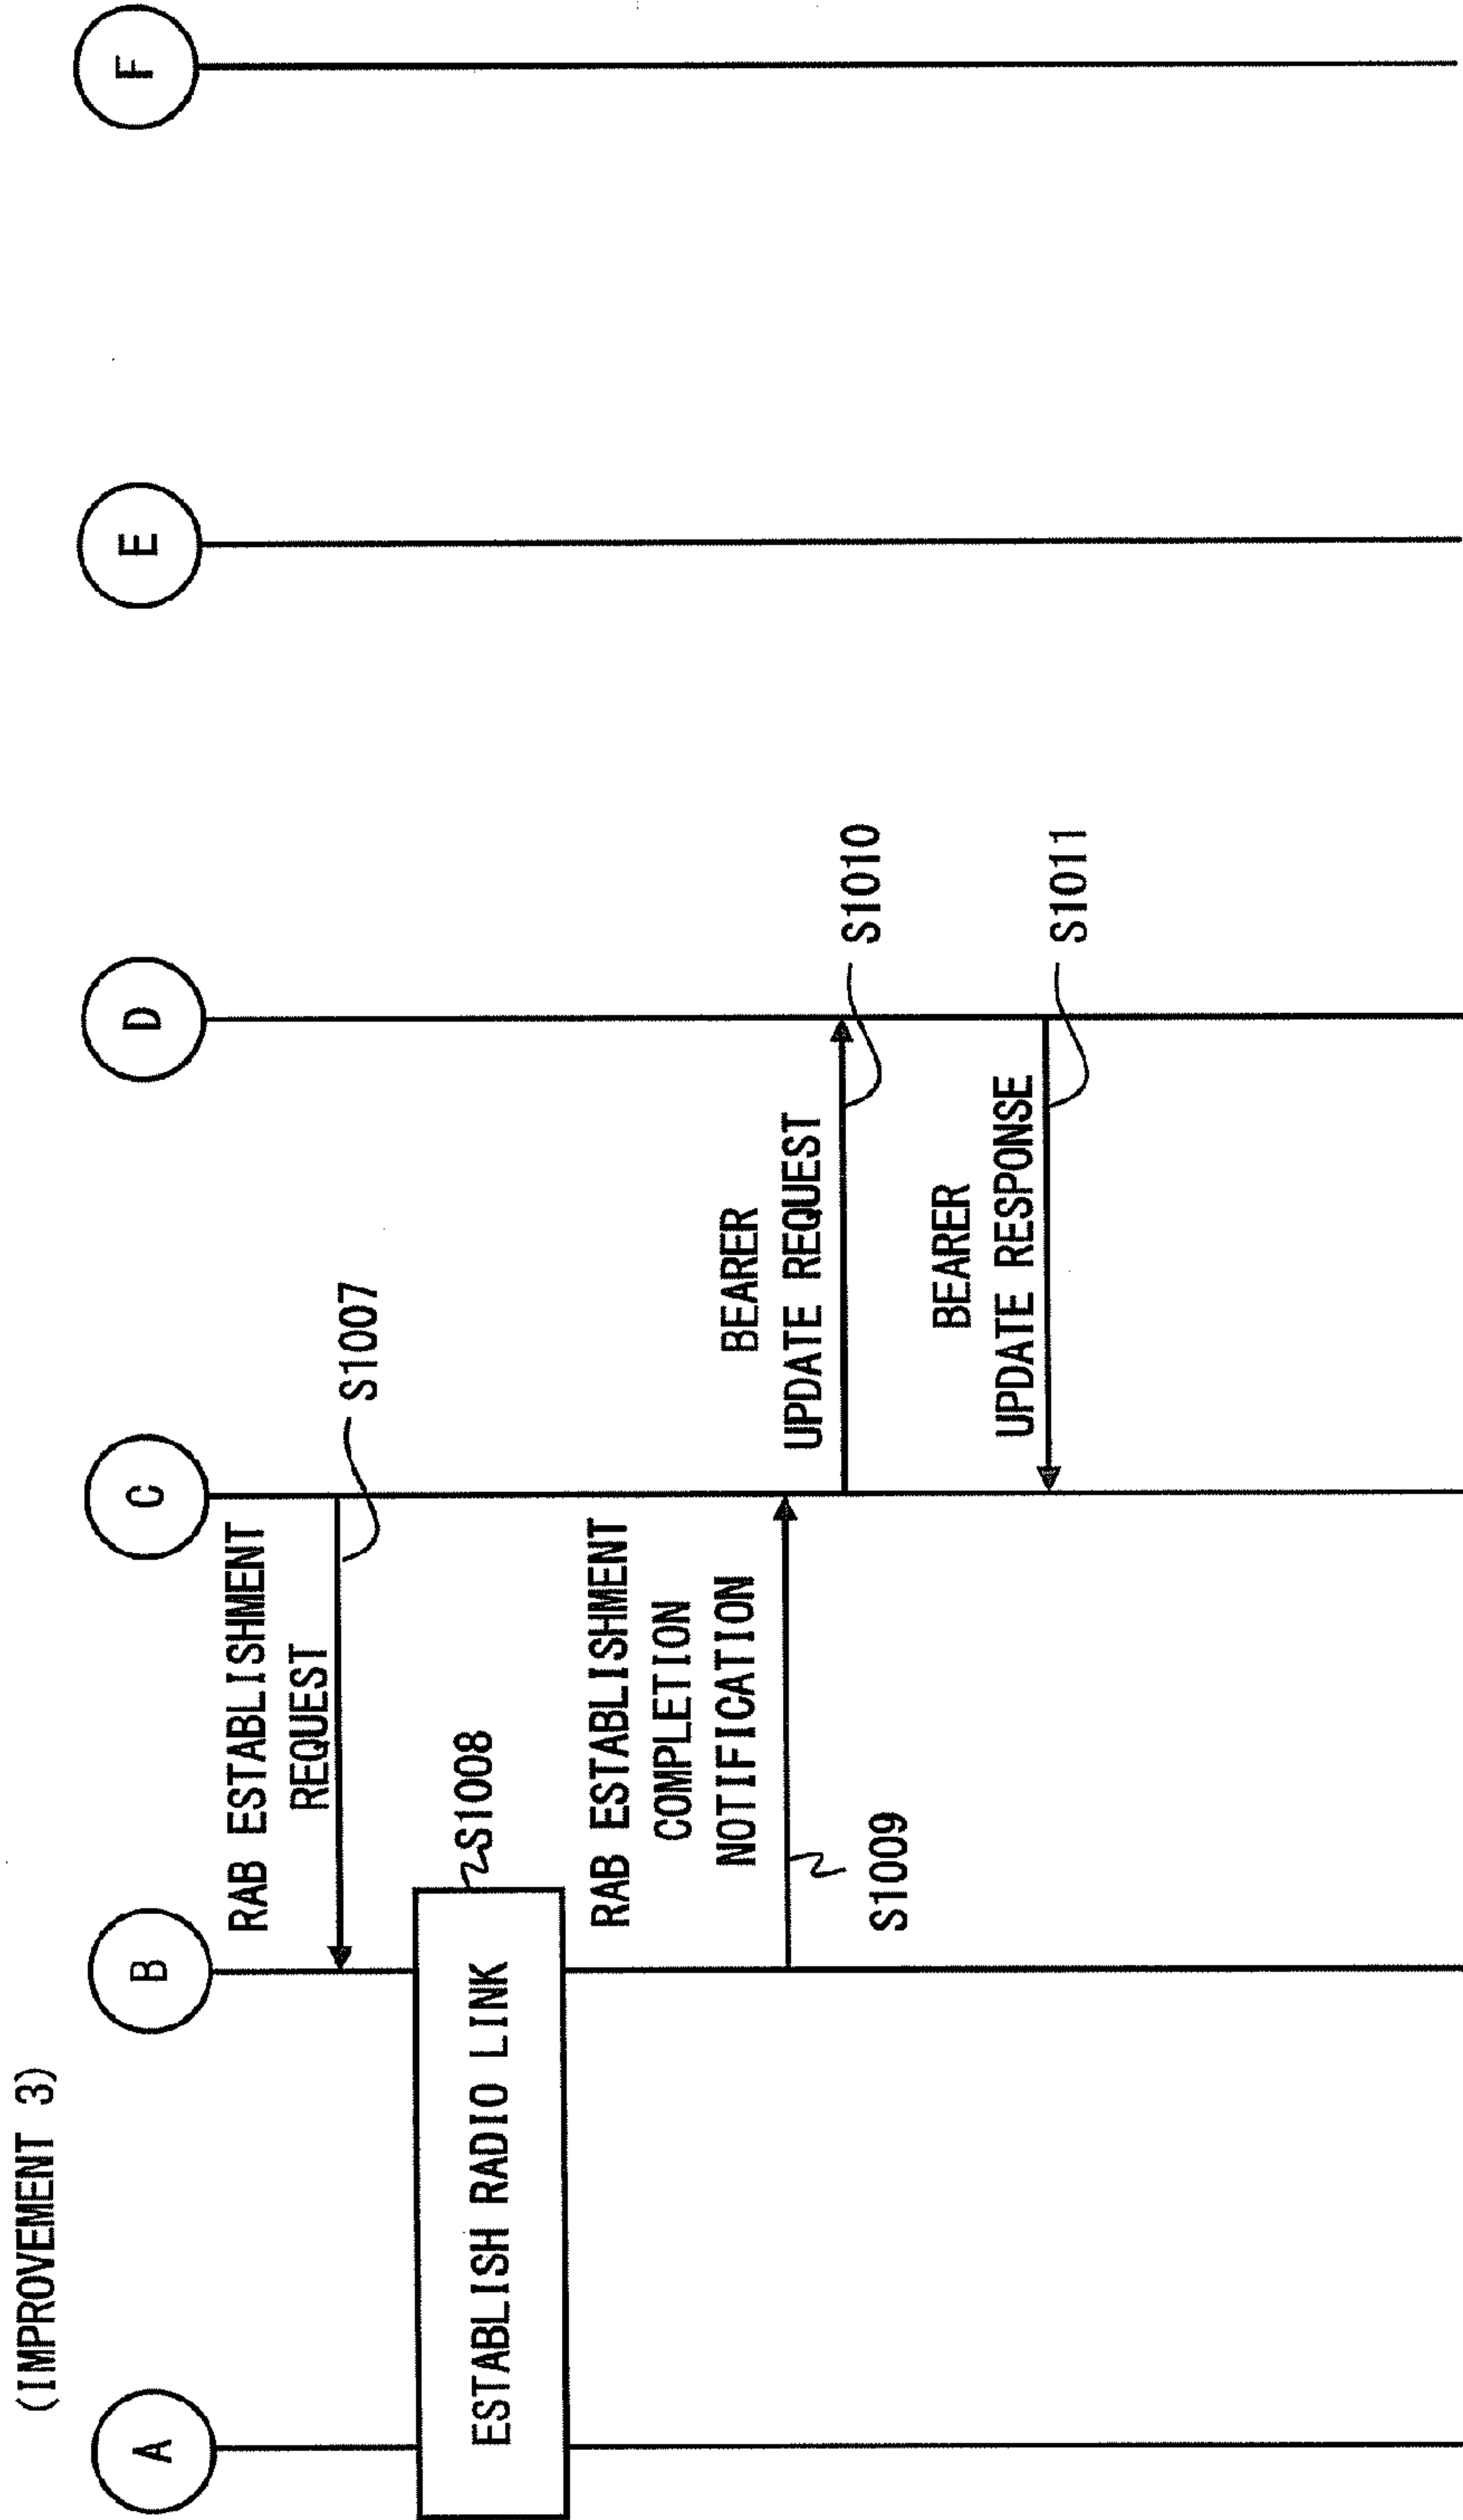 (IMPROVEMENT 3)
A
B
C
D
E
F
RAB ESTABLISHMENT
REQUEST
S1007
ESTABLISH RADIO LINK
S1008
RAB ESTABLISHMENT
COMPLETION
NOTIFICATION
S1009
BEARER
UPDATE REQUEST
S1010
BEARER
UPDATE RESPONSE
S1011